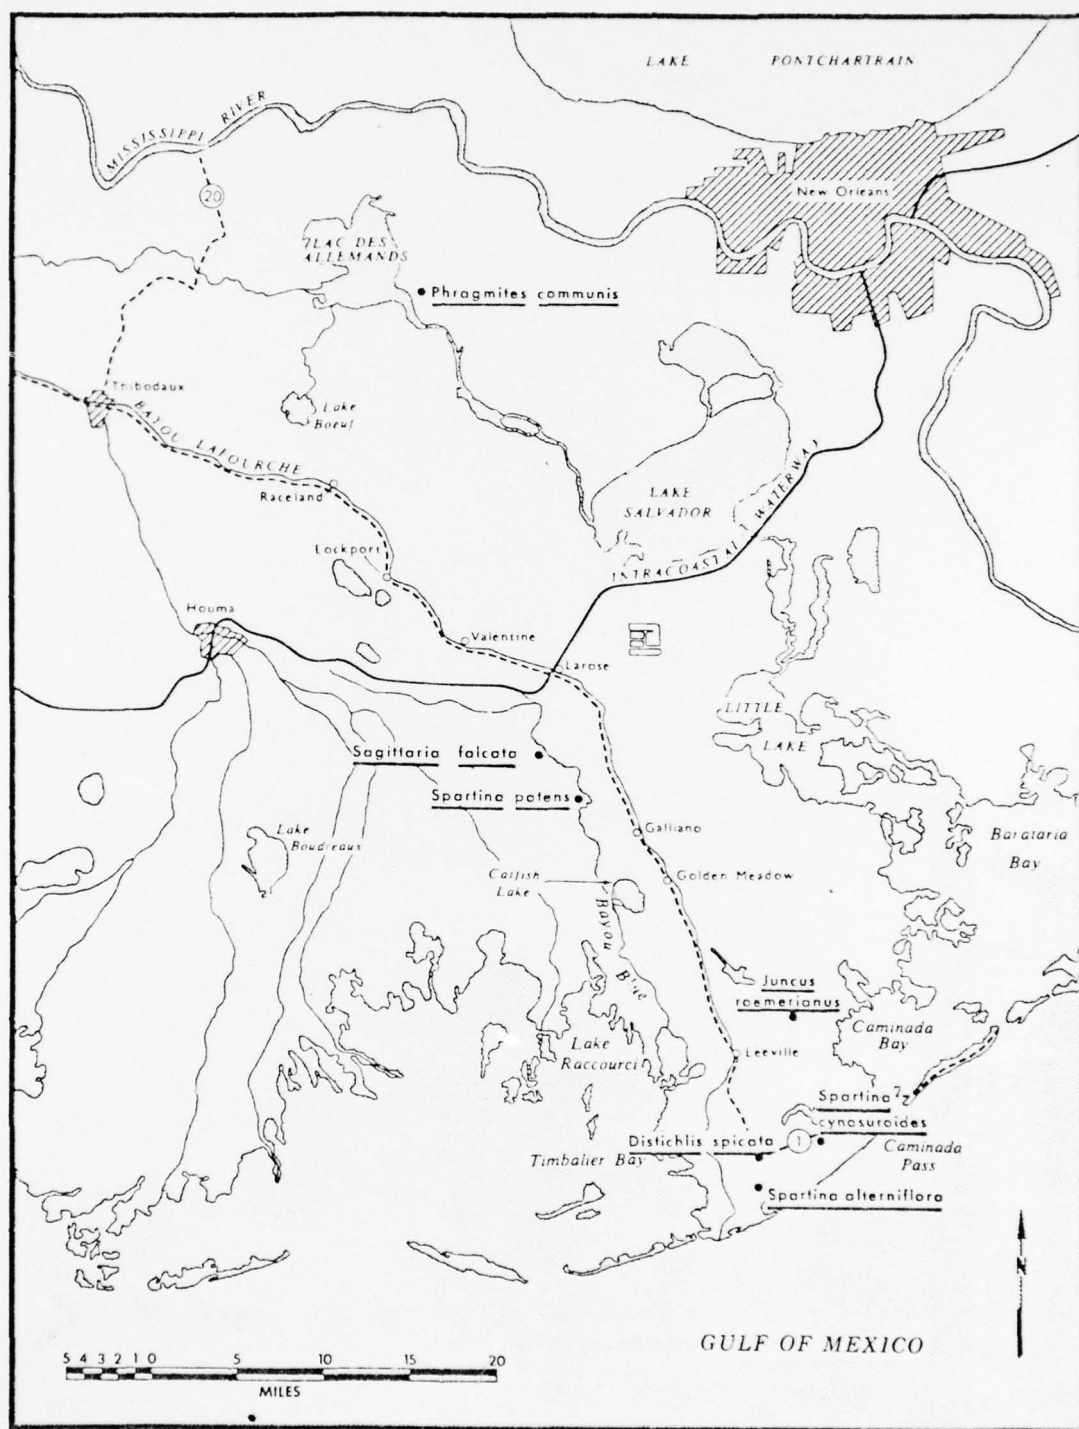 LAKE PONTCHARTRAIN
MISSISSIPPI RIVER
New Orleans
20
LAC DES
ALLEMANDS
Phragmites communis
Thibodaux
Lake
Boeuf
BAYOU LAFOURCHE
Raceland
LAKE
SALVADOR
INTRACOASTAL WATERWAY
Lockport
Houma
Valentine
Larose
LITTLE
LAKE
Sagittaria falcata
Spartina patens
Lake
Boudreaux
Galliano
Barataria
Bay
Catfish
Lake
Golden Meadow
Bayou Blue
Juncus
roemerianus
Caminada
Bay
Lake
Raccourci
Leeville
Spartina
cynosuroides
Distichlis spicata
1
Timbalier Bay
Caminada
Pass
Spartina alterniflora
N
GULF OF MEXICO
5 4 3 2 1 0 5 10 15 20
MILES